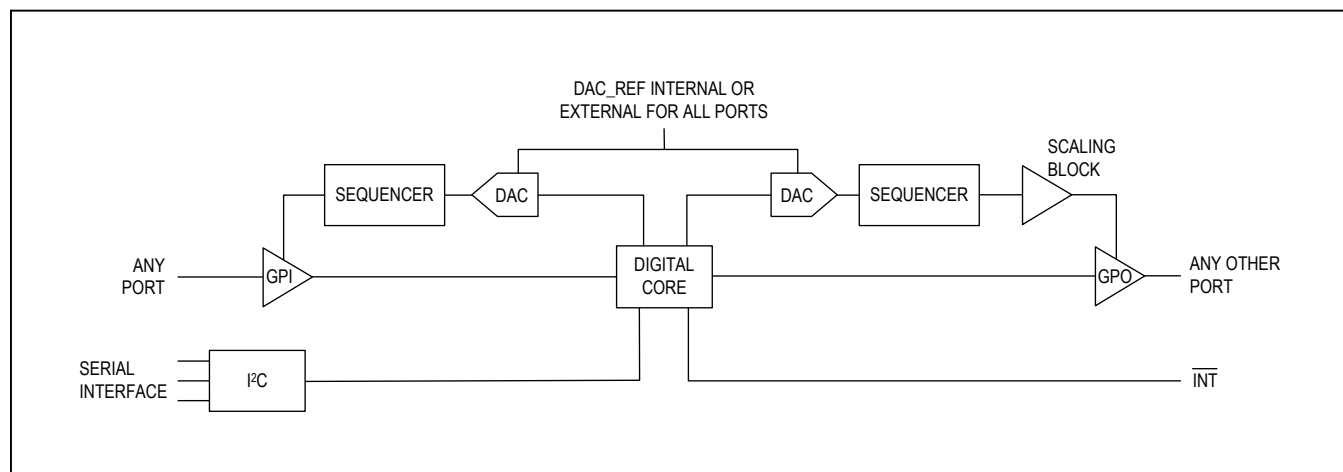 DAC_REF INTERNAL OR
EXTERNAL FOR ALL PORTS
SCALING
BLOCK
SEQUENCER
DAC
DAC
SEQUENCER
ANY
PORT
GPI
DIGITAL
CORE
GPO
ANY OTHER
PORT
SERIAL
INTERFACE
I²C
INT